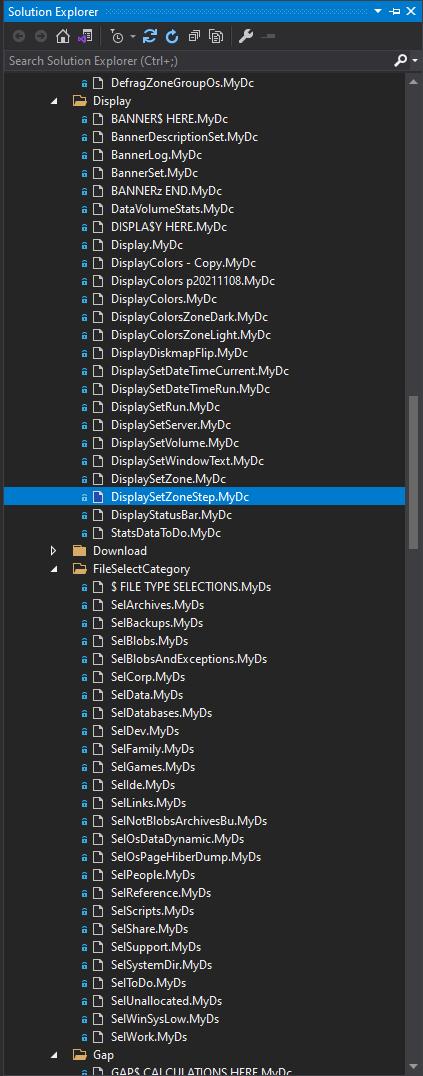 Solution Explorer
Search Solution Explorer (Ctrl+;)
DefragZoneGroupOs.MyDc
Display
BANNER$ HERE.MyDc
BannerDescriptionSet.MyDc
BannerLog.MyDc
BannerSet.MyDc
BANNERz END.MyDc
DataVolumeStats.MyDc
DISPLA$Y HERE.MyDc
Display.MyDc
DisplayColors - Copy.MyDc
DisplayColors p20211108.MyDc
DisplayColors.MyDc
DisplayColorsZoneDark.MyDc
DisplayColorsZoneLight.MyDc
DisplayDiskmapFlip.MyDc
DisplaySetDateTimeCurrent.MyDc
DisplaySetDateTimeRun.MyDc
DisplaySetRun.MyDc
DisplaySetServer.MyDc
DisplaySetVolume.MyDc
DisplaySetWindowText.MyDc
DisplaySetZone.MyDc
DisplaySetZoneStep.MyDc
DisplayStatusBar.MyDc
StatsDataToDo.MyDc
Download
FileSelectCategory
$ FILE TYPE SELECTIONS.MyDs
SelArchives.MyDs
SelBackups.MyDs
SelBlobs.MyDs
SelBlobsAndExceptions.MyDs
SelCorp.MyDs
SelData.MyDs
SelDatabases.MyDs
SelDev.MyDs
SelFamily.MyDs
SelGames.MyDs
SelIde.MyDs
SelLinks.MyDs
SelNotBlobsArchivesBu.MyDs
SelOsDataDynamic.MyDs
SelOsPageHiberDump.MyDs
SelPeople.MyDs
SelReference.MyDs
SelScripts.MyDs
SelShare.MyDs
SelSupport.MyDs
SelSystemDir.MyDs
SelToDo.MyDs
SelUnallocated.MyDs
SelWinSysLow.MyDs
SelWork.MyDs
Gap
GAP$ CALCULATIONS HERE.MyDc